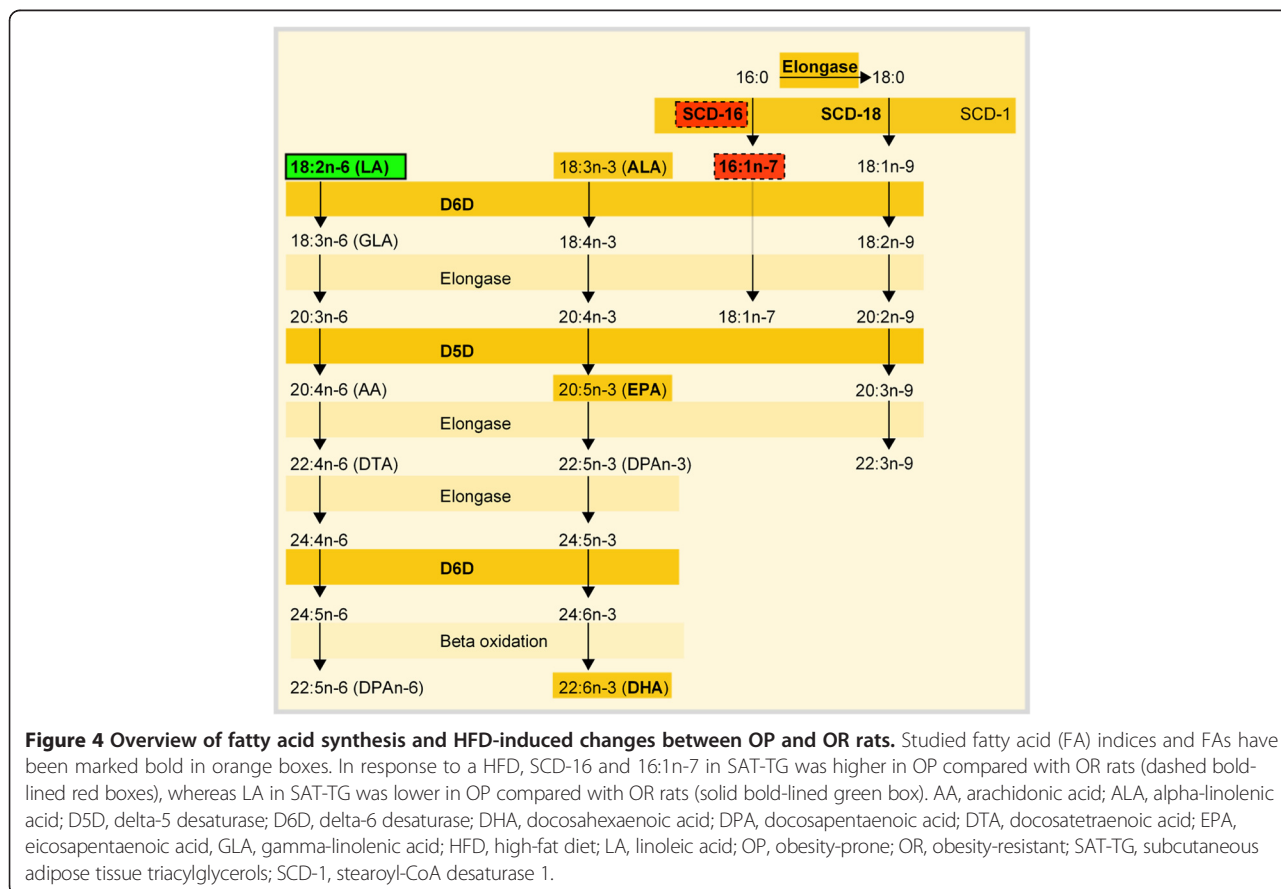 Elongase
16:0 18:0
SCD-16 SCD-18 SCD-1
18:2n-6 (LA) 18:3n-3 (ALA) 16:1n-7 18:1n-9
D6D
18:3n-6 (GLA) 18:4n-3 18:2n-9
Elongase
20:3n-6 20:4n-3 18:1n-7 20:2n-9
D5D
20:4n-6 (AA) 20:5n-3 (EPA) 20:3n-9
Elongase
22:4n-6 (DTA) 22:5n-3 (DPAn-3) 22:3n-9
Elongase
24:4n-6 24:5n-3
D6D
24:5n-6 24:6n-3
Beta oxidation
22:5n-6 (DPAn-6) 22:6n-3 (DHA)
Figure 4 Overview of fatty acid synthesis and HFD-induced changes between OP and OR rats. Studied fatty acid (FA) indices and FAs have
been marked bold in orange boxes. In response to a HFD, SCD-16 and 16:1n-7 in SAT-TG was higher in OP compared with OR rats (dashed bold-
lined red boxes), whereas LA in SAT-TG was lower in OP compared with OR rats (solid bold-lined green box). AA, arachidonic acid; ALA, alpha-linolenic
acid; D5D, delta-5 desaturase; D6D, delta-6 desaturase; DHA, docosahexaenoic acid; DPA, docosapentaenoic acid; DTA, docosatetraenoic acid; EPA,
eicosapentaenoic acid, GLA, gamma-linolenic acid; HFD, high-fat diet; LA, linoleic acid; OP, obesity-prone; OR, obesity-resistant; SAT-TG, subcutaneous
adipose tissue triacylglycerols; SCD-1, stearoyl-CoA desaturase 1.